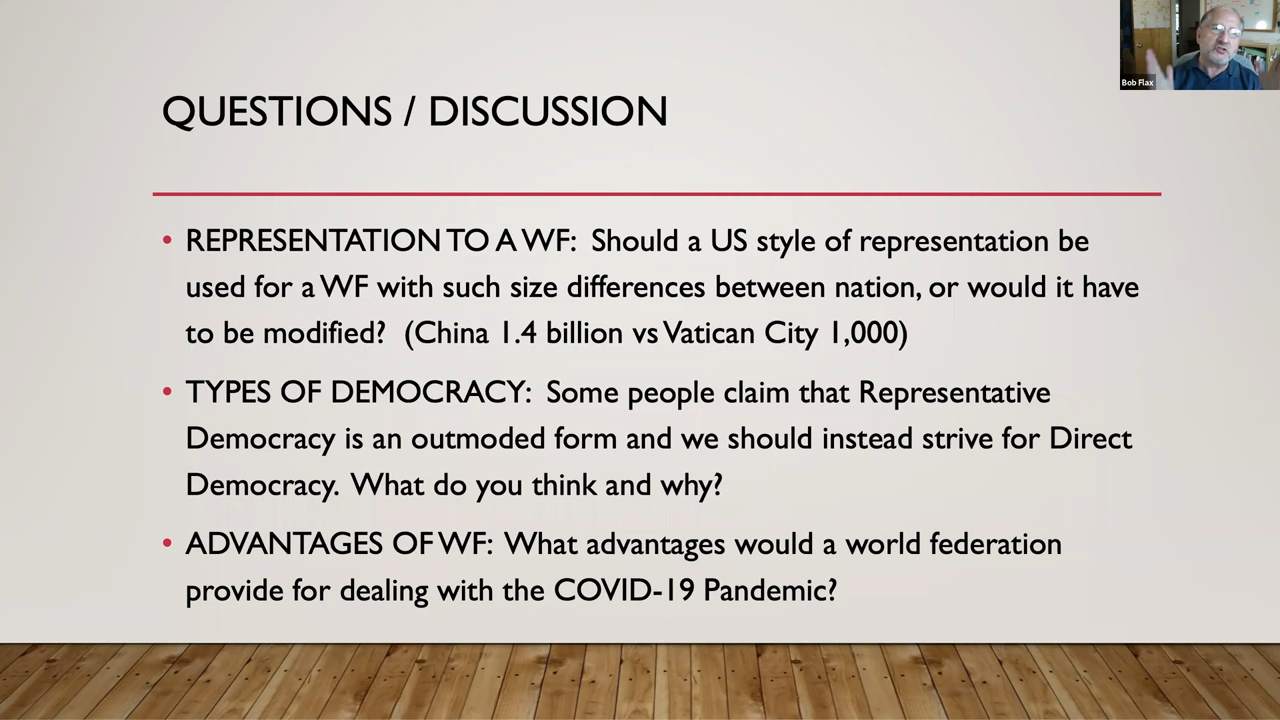 Bob Flax
QUESTIONS / DISCUSSION
• REPRESENTATION TO A WF: Should a US style of representation be
used for a WF with such size differences between nation, or would it have
to be modified? (China 1.4 billion vs Vatican City 1,000)
• TYPES OF DEMOCRACY: Some people claim that Representative
Democracy is an outmoded form and we should instead strive for Direct
Democracy. What do you think and why?
• ADVANTAGES OF WF: What advantages would a world federation
provide for dealing with the COVID-19 Pandemic?